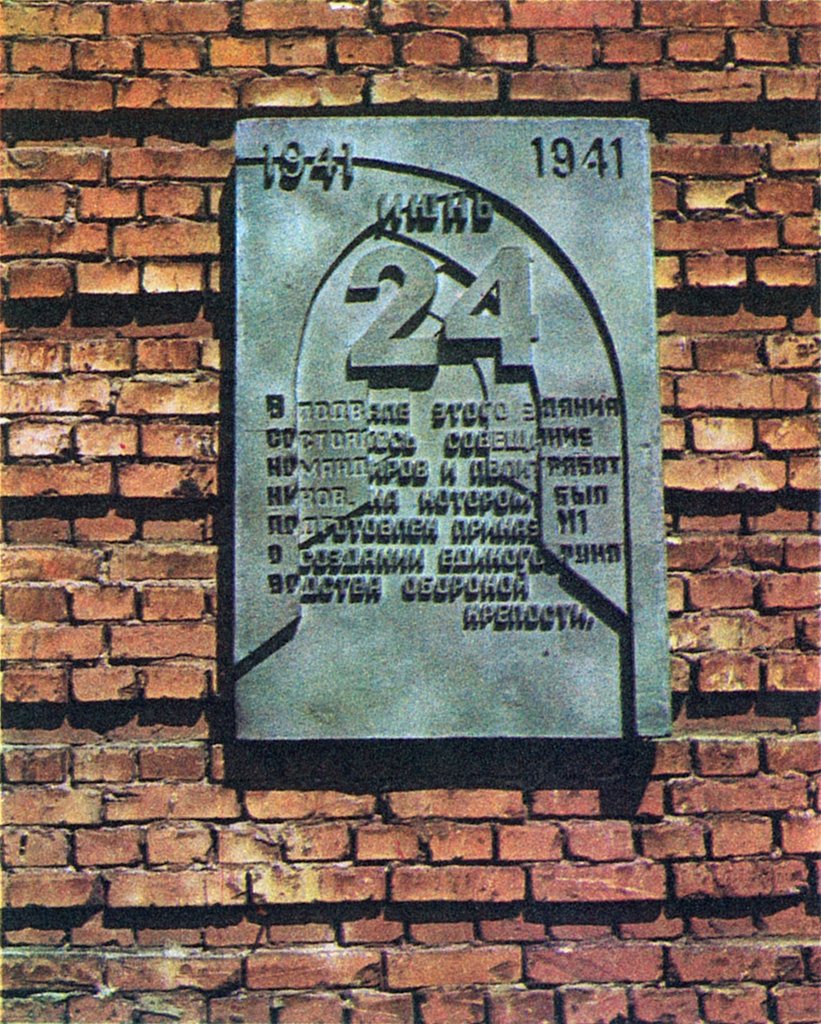 1941 1941
ИЮНЬ
24
В ПОДВАЛЕ ЭТОГО ЗДАНИЯ
СОСТОЯЛОСЬ СОВЕЩАНИЕ
КОМАНДИРОВ И ПОЛИТРАБОТ
НИКОВ, НА КОТОРОМ БЫЛ
ПОДГОТОВЛЕН ПРИКАЗ №1
О СОЗДАНИИ ЕДИНОГО РУКО
ВОДСТВА ОБОРОНОЙ
КРЕПОСТИ.